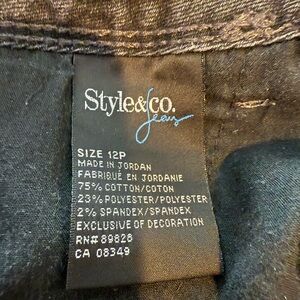 Style&co.
Jeans
SIZE 12P
MADE IN JORDAN
FABRIQUÉ EN JORDANIE
75% COTTON/COTON
23% POLYESTER/POLYESTER
2% SPANDEX/SPANDEX
EXCLUSIVE OF DECORATION
RN# 89828
CA 08349